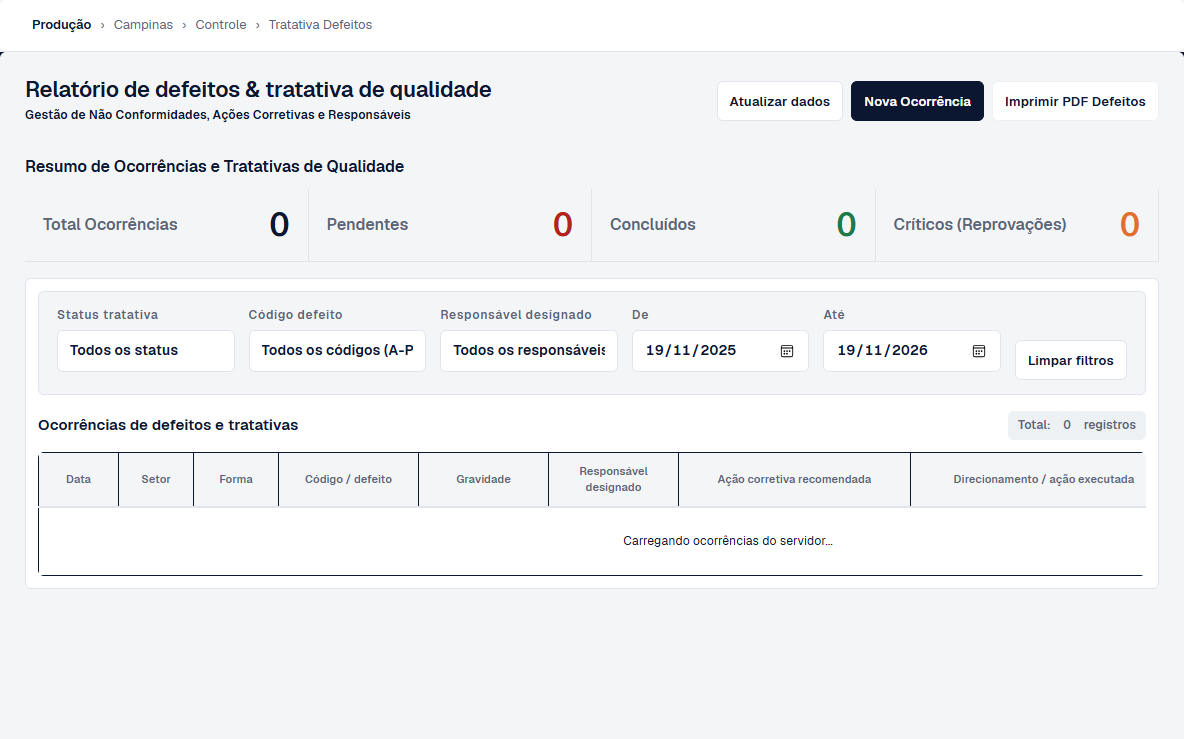 Produção › Campinas › Controle › Tratativa Defeitos
Relatório de defeitos & tratativa de qualidade
Gestão de Não Conformidades, Ações Corretivas e Responsáveis
Atualizar dados
Nova Ocorrência
Imprimir PDF Defeitos
Resumo de Ocorrências e Tratativas de Qualidade
Total Ocorrências 0
Pendentes 0
Concluídos 0
Críticos (Reprovações) 0
Status tratativa
Todos os status
Código defeito
Todos os códigos (A-P
Responsável designado
Todos os responsáveis
De
19/11/2025
Até
19/11/2026
Limpar filtros
Ocorrências de defeitos e tratativas
Total: 0 registros
Data
Setor
Forma
Código / defeito
Gravidade
Responsável
designado
Ação corretiva recomendada
Direcionamento / ação executada
Carregando ocorrências do servidor...